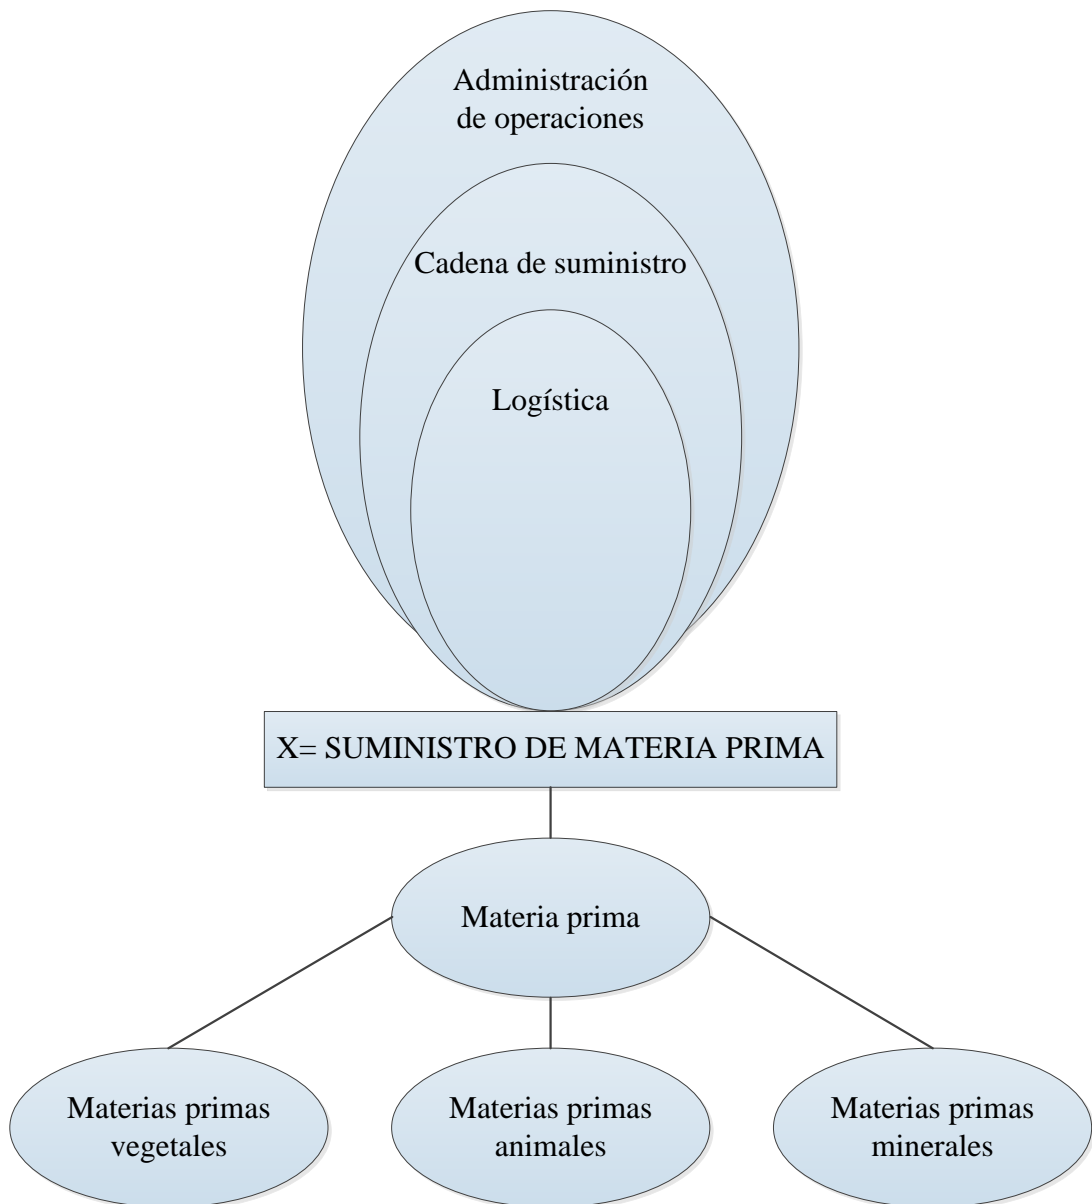 Administración
de operaciones
Cadena de suministro
Logística
X= SUMINISTRO DE MATERIA PRIMA
Materia prima
Materias primas
vegetales
Materias primas
animales
Materias primas
minerales